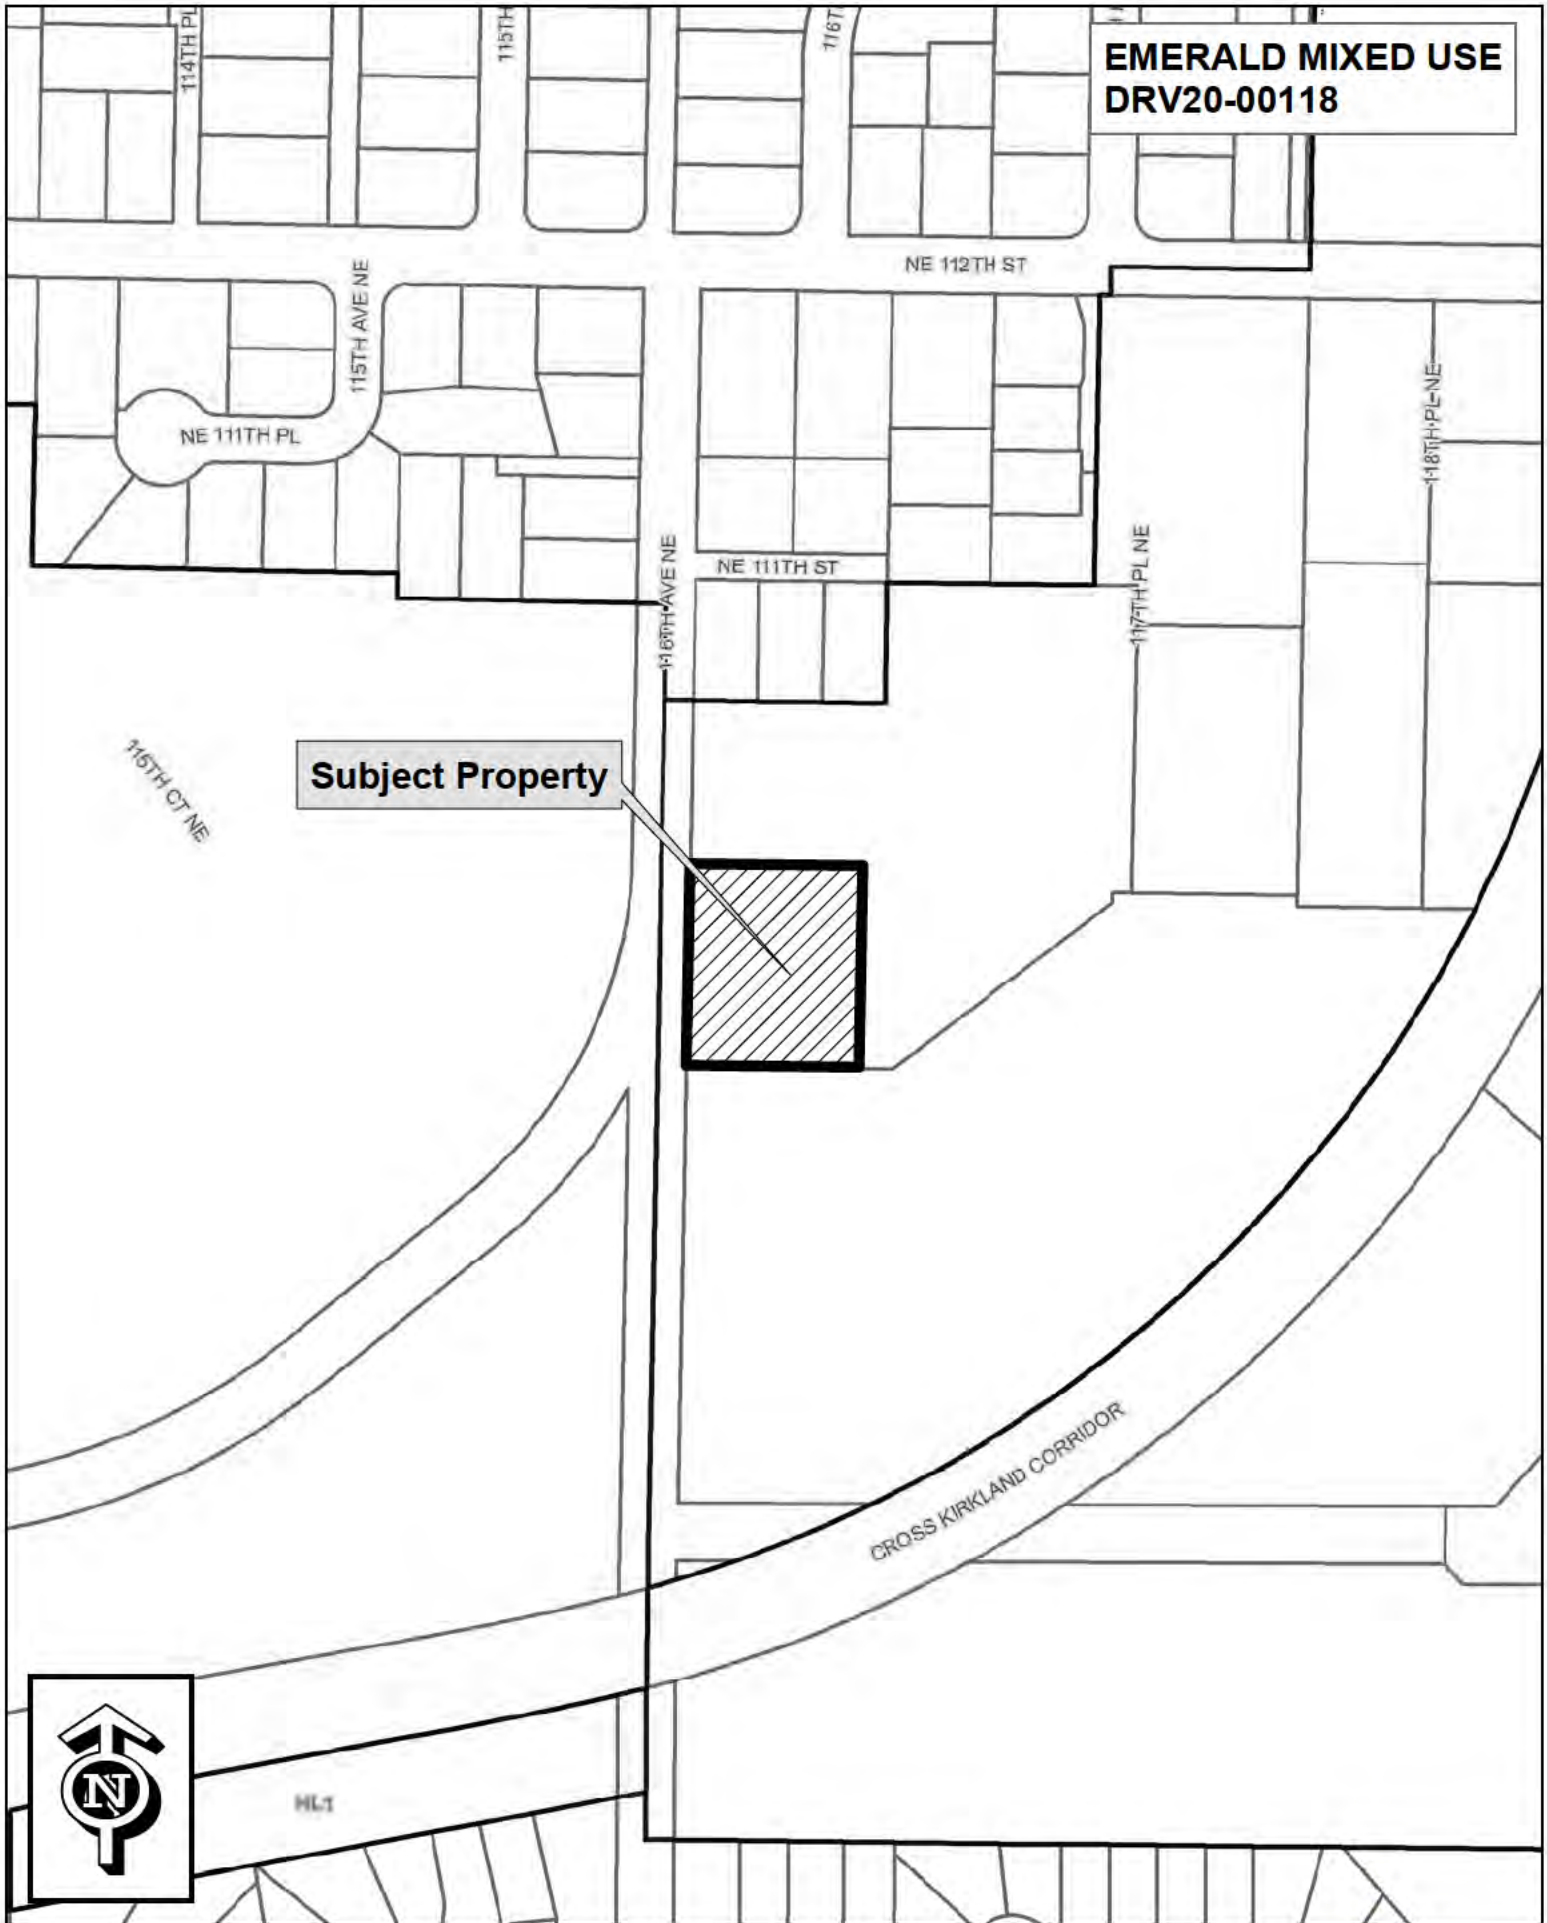 114TH PL
115TH
116T
EMERALD MIXED USE
DRV20-00118
NE 112TH ST
115TH AVE NE
118TH PL NE
NE 111TH PL
116TH AVE NE
NE 111TH ST
117TH PL NE
115TH CT NE
Subject Property
CROSS KIRKLAND CORRIDOR
N
HL1